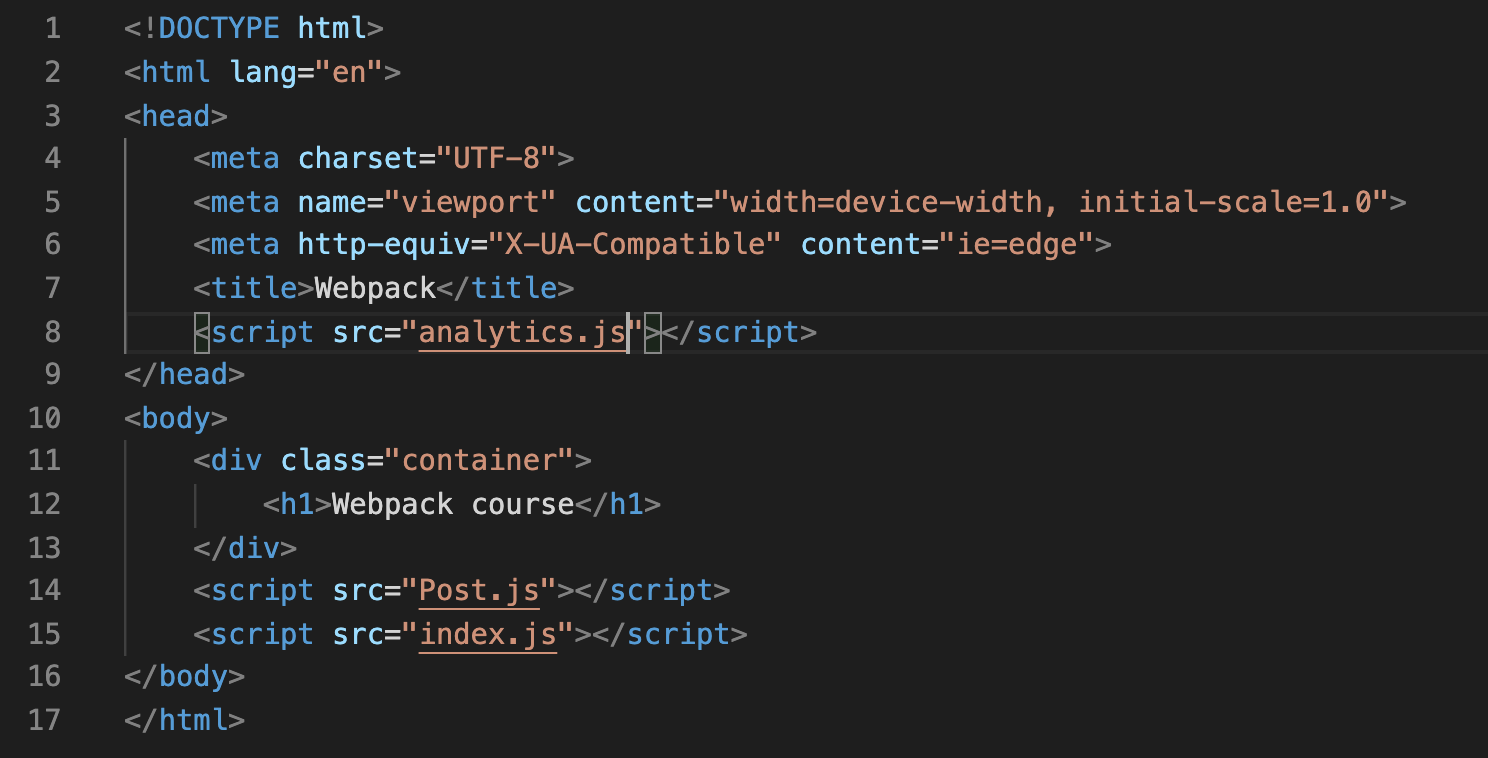 1 <!DOCTYPE html>
2 <html lang="en">
3 <head>
4     <meta charset="UTF-8">
5     <meta name="viewport" content="width=device-width, initial-scale=1.0">
6     <meta http-equiv="X-UA-Compatible" content="ie=edge">
7     <title>Webpack</title>
8     <script src="analytics.js"></script>
9 </head>
10 <body>
11     <div class="container">
12         <h1>Webpack course</h1>
13     </div>
14     <script src="Post.js"></script>
15     <script src="index.js"></script>
16 </body>
17 </html>